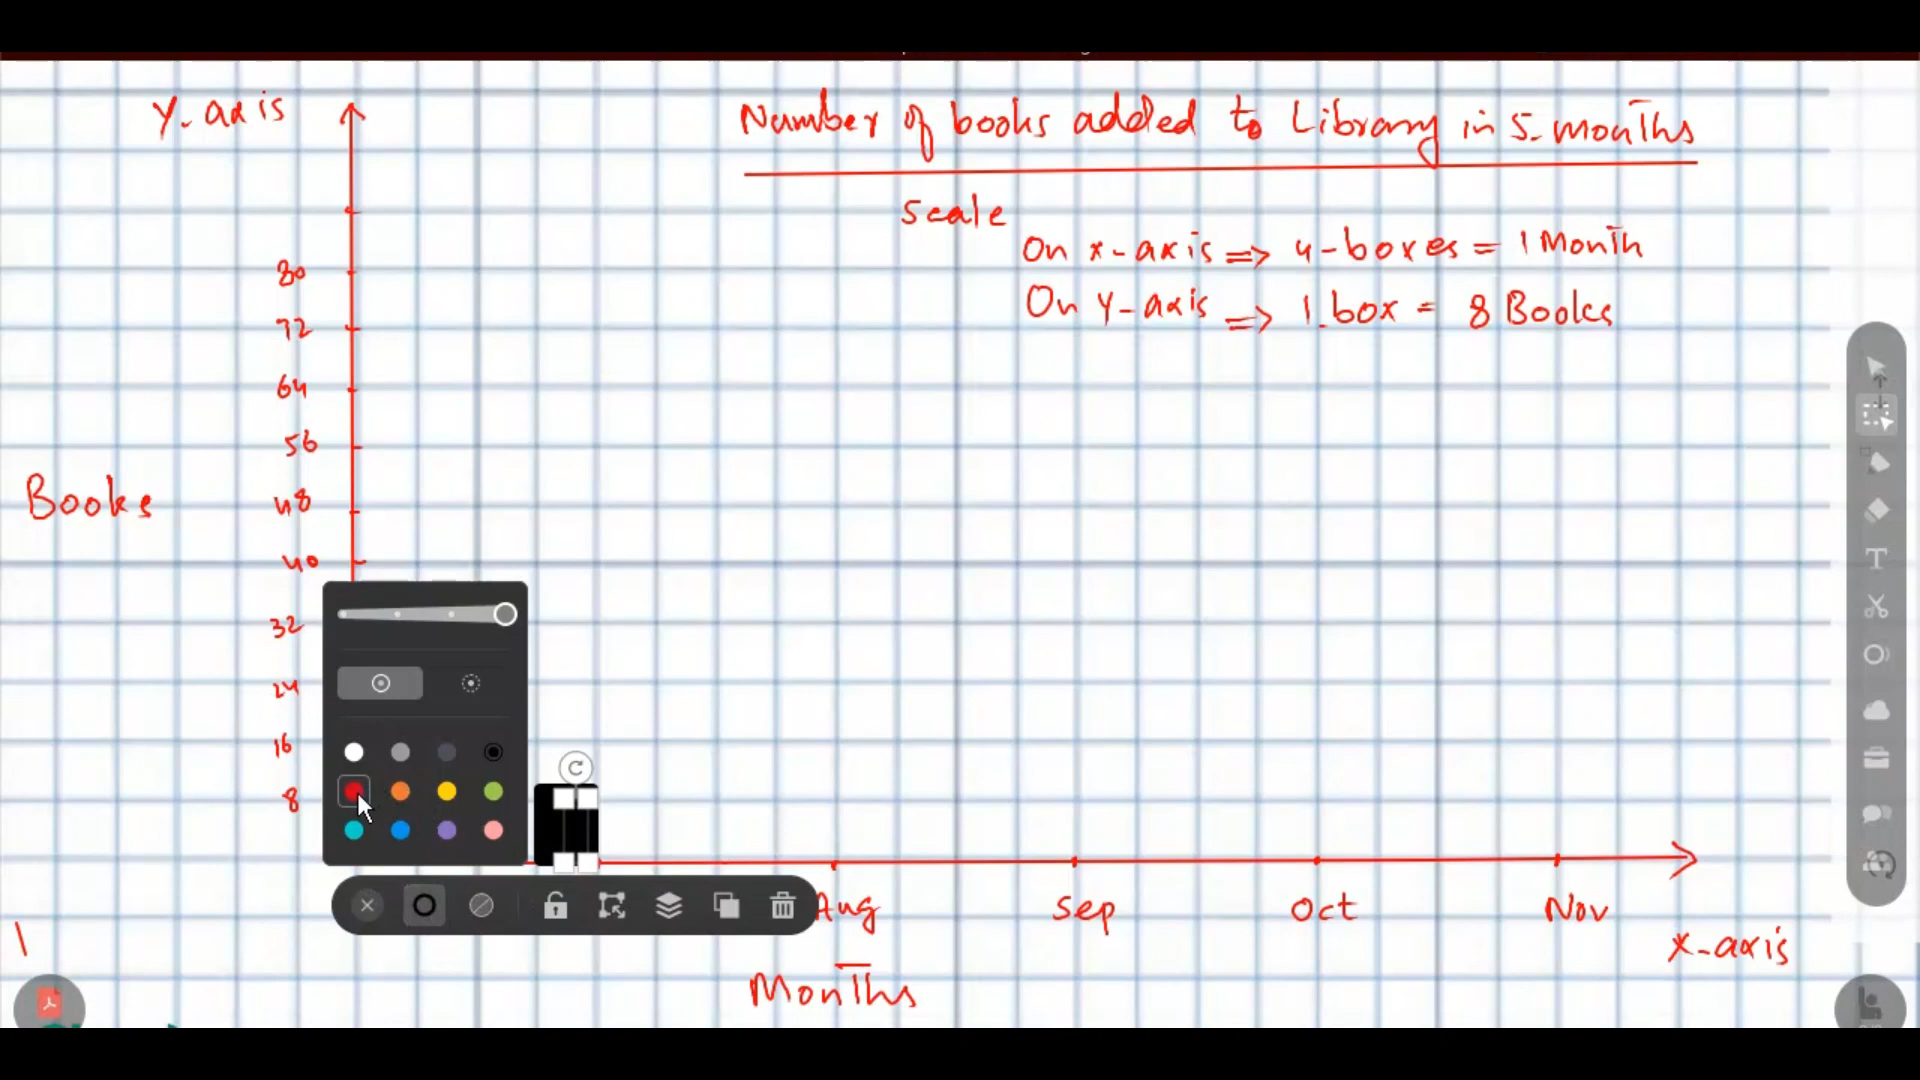 Y-axis
Number of books added to Library in 5-months
Scale
On x-axis => 4-boxes = 1 Month
On Y-axis => 1-box = 8 Books
80
72
64
56
Books
48
40
32
24
16
8
Aug Sep Oct Nov
x-axis
Months